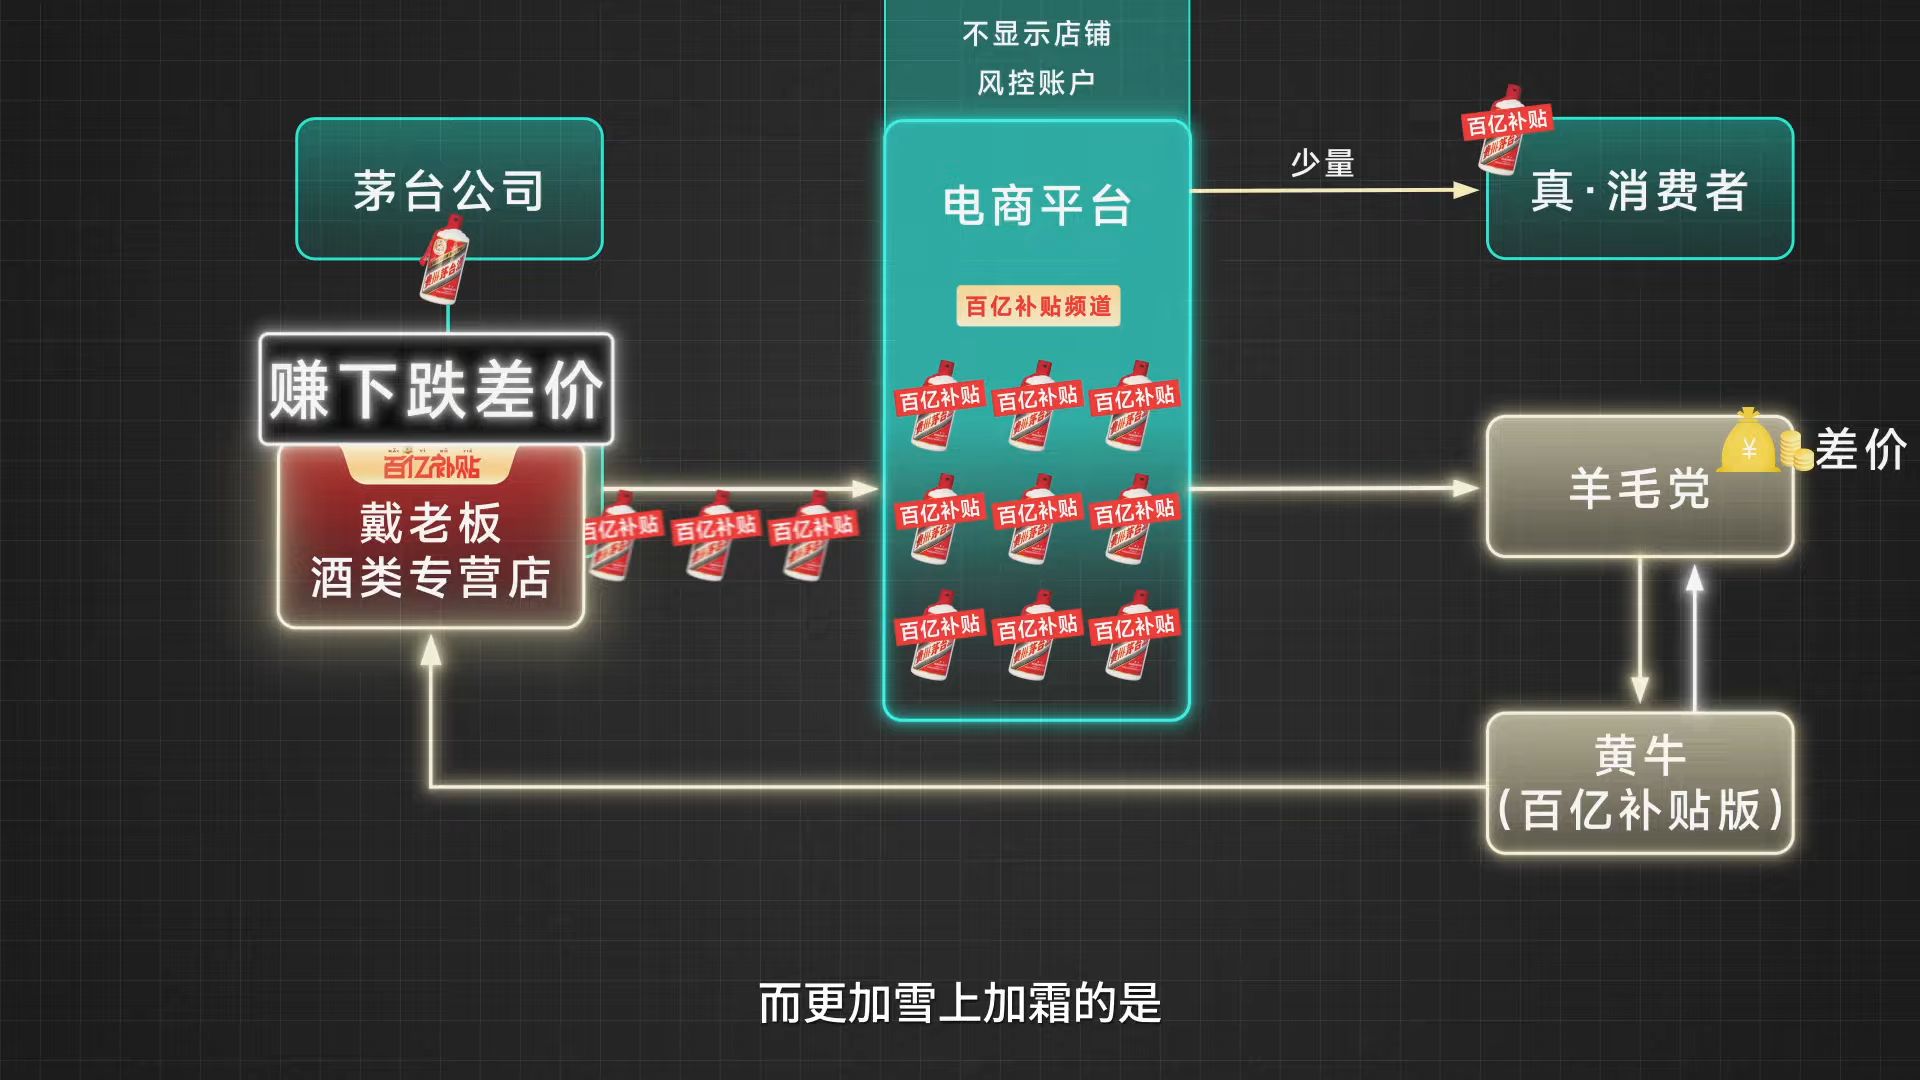 不显示店铺
风控账户
茅台公司
贵州茅台
赚下跌差价
百亿补贴
戴老板
酒类专营店
百亿补贴
百亿补贴
百亿补贴
电商平台
百亿补贴频道
百亿补贴
百亿补贴
百亿补贴
百亿补贴
百亿补贴
百亿补贴
百亿补贴
百亿补贴
百亿补贴
少量
百亿补贴
真·消费者
羊毛党
¥
差价
黄牛
(百亿补贴版)
而更加雪上加霜的是